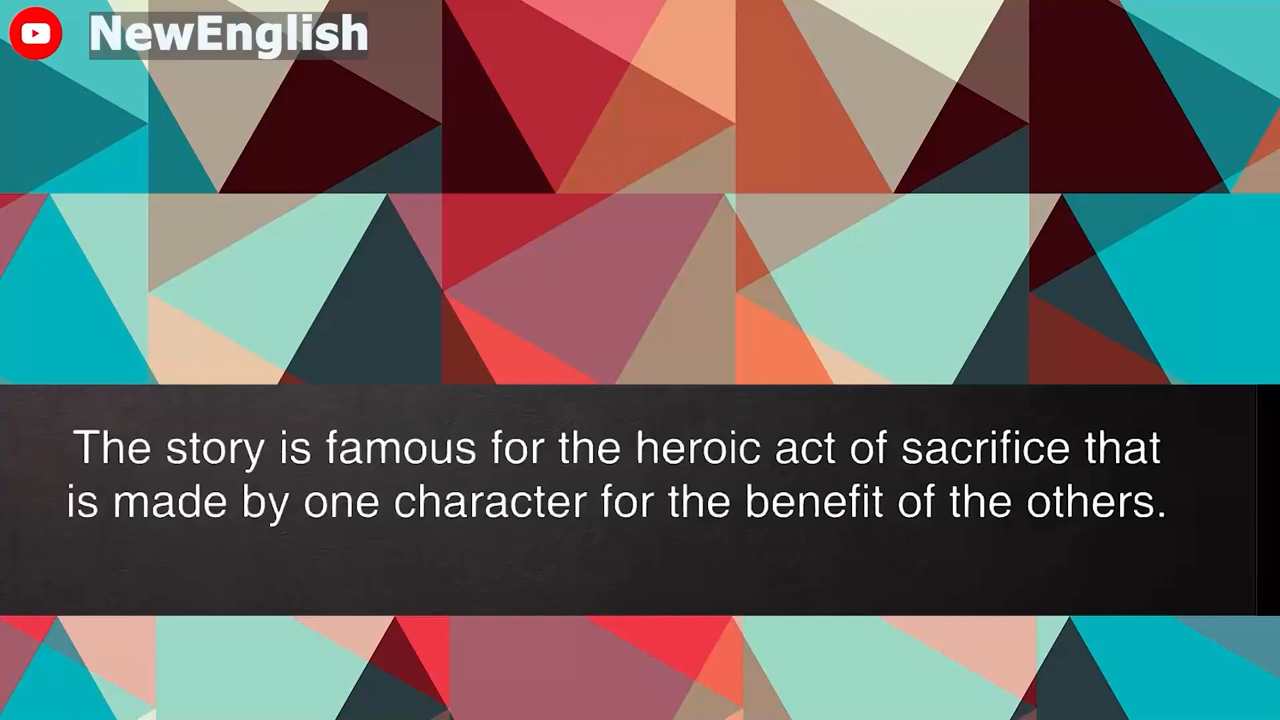 NewEnglish
The story is famous for the heroic act of sacrifice that
is made by one character for the benefit of the others.